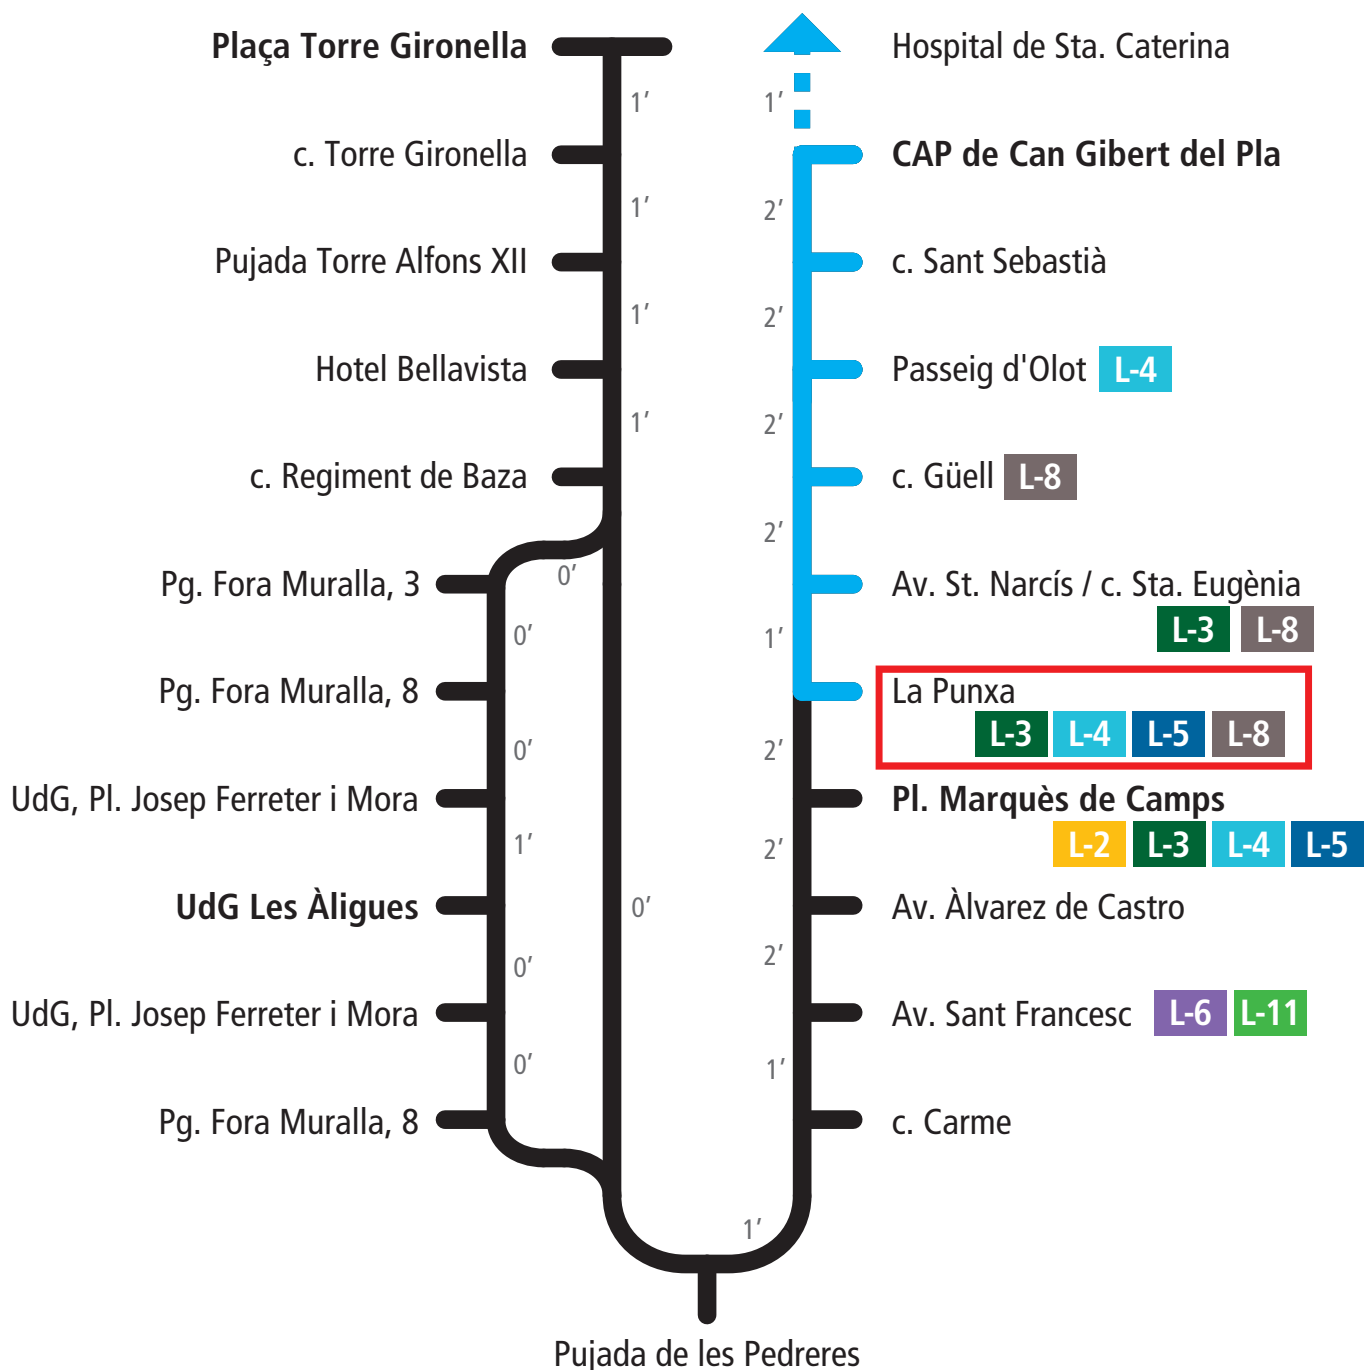 Plaça Torre Gironella
1’
c. Torre Gironella
1’
Pujada Torre Alfons XII
1’
Hotel Bellavista
1’
c. Regiment de Baza
0’
Pg. Fora Muralla, 3
0’
Pg. Fora Muralla, 8
0’
UdG, Pl. Josep Ferreter i Mora
1’
UdG Les Àligues
0’
0’
UdG, Pl. Josep Ferreter i Mora
0’
Pg. Fora Muralla, 8
Pujada de les Pedreres
1’
c. Carme
1’
Av. Sant Francesc L-6 L-11
2’
Av. Àlvarez de Castro
2’
Pl. Marquès de Camps
L-2 L-3 L-4 L-5
2’
La Punxa
L-3 L-4 L-5 L-8
1’
Av. St. Narcís / c. Sta. Eugènia
L-3 L-8
2’
c. Güell L-8
2’
Passeig d'Olot L-4
2’
c. Sant Sebastià
2’
CAP de Can Gibert del Pla
1’
Hospital de Sta. Caterina